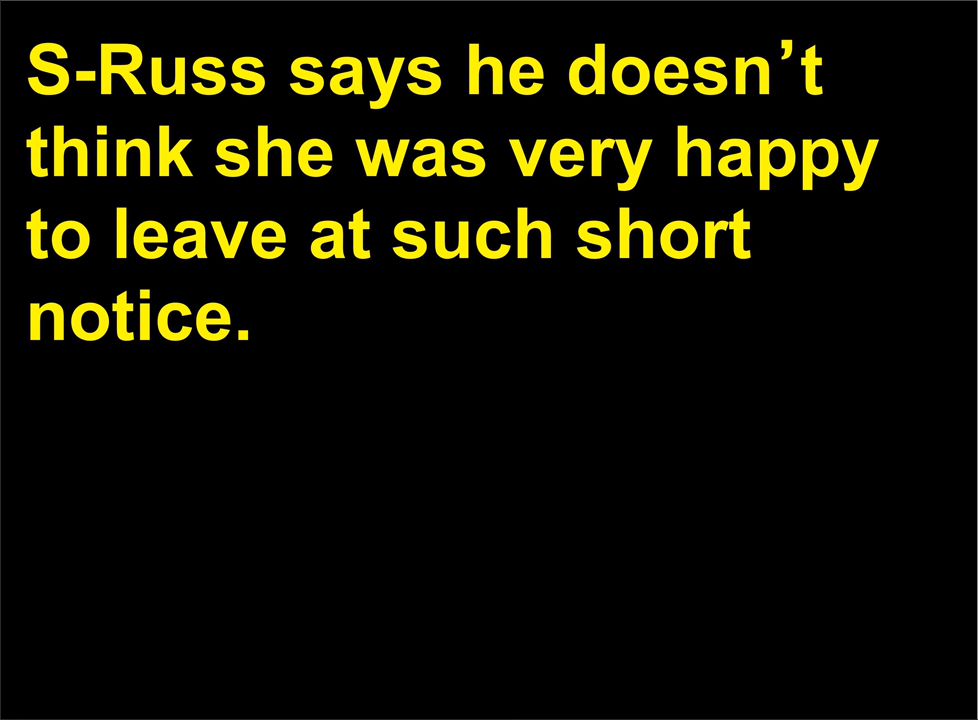 S-Russ says he doesn’t
think she was very happy
to leave at such short
notice.